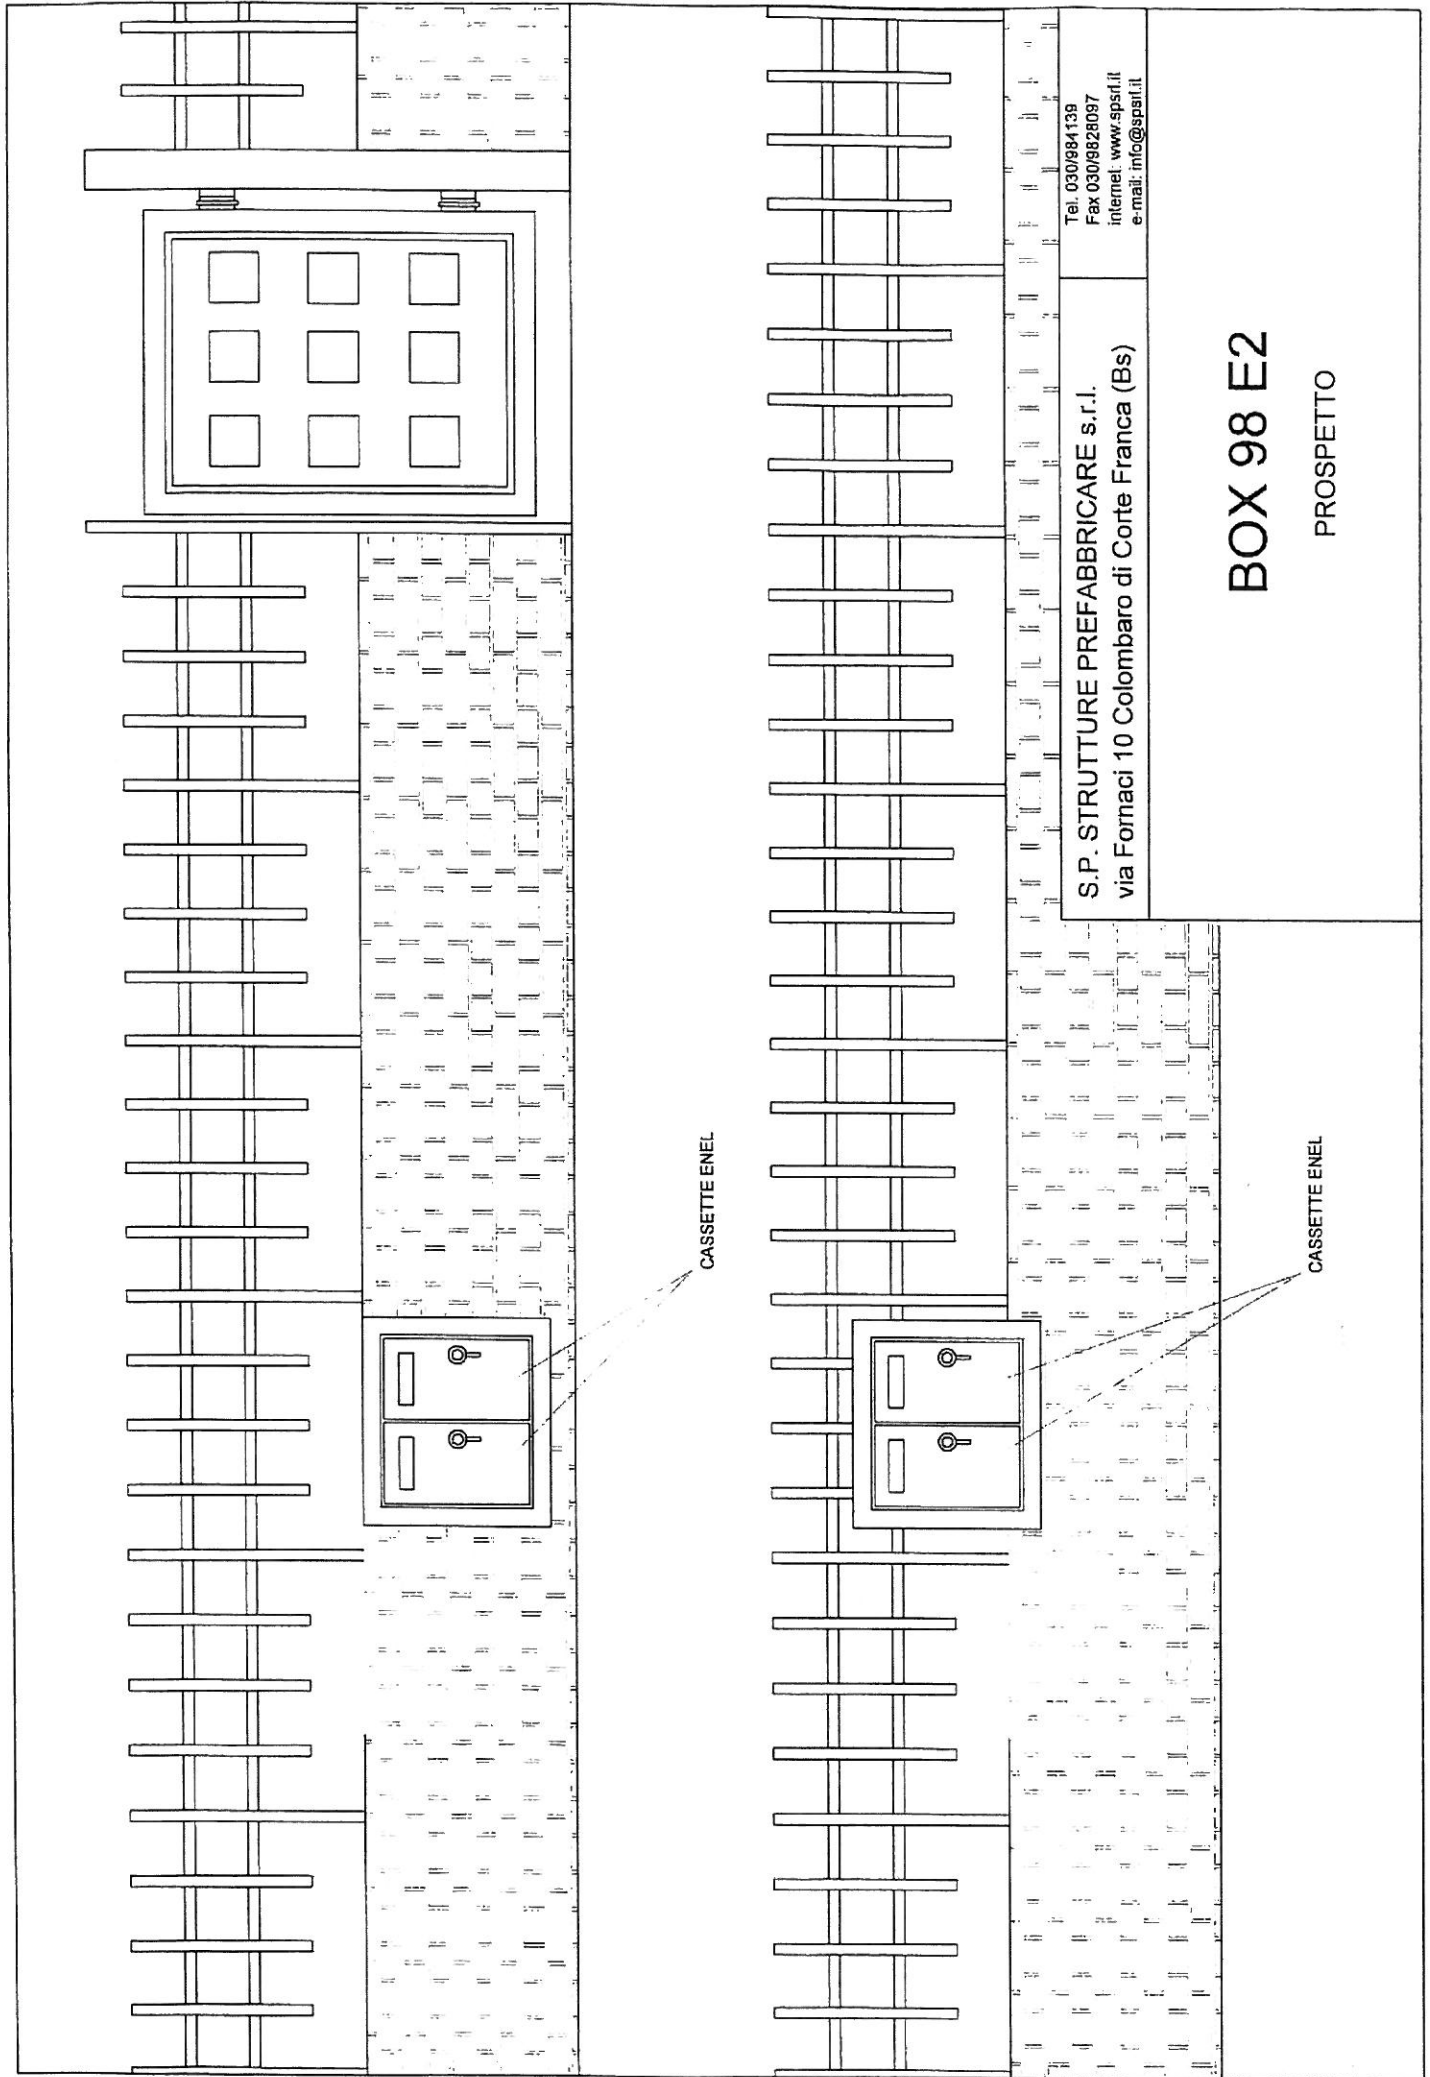 CASSETTE ENEL
CASSETTE ENEL
S.P. STRUTTURE PREFABBRICARE s.r.l.
via Fornaci 10 Colombaro di Corte Franca (Bs)
Tel. 030/984139
Fax 030/9828097
internet: www.spsrl.it
e-mail: info@spsrl.it
BOX 98 E2
PROSPETTO